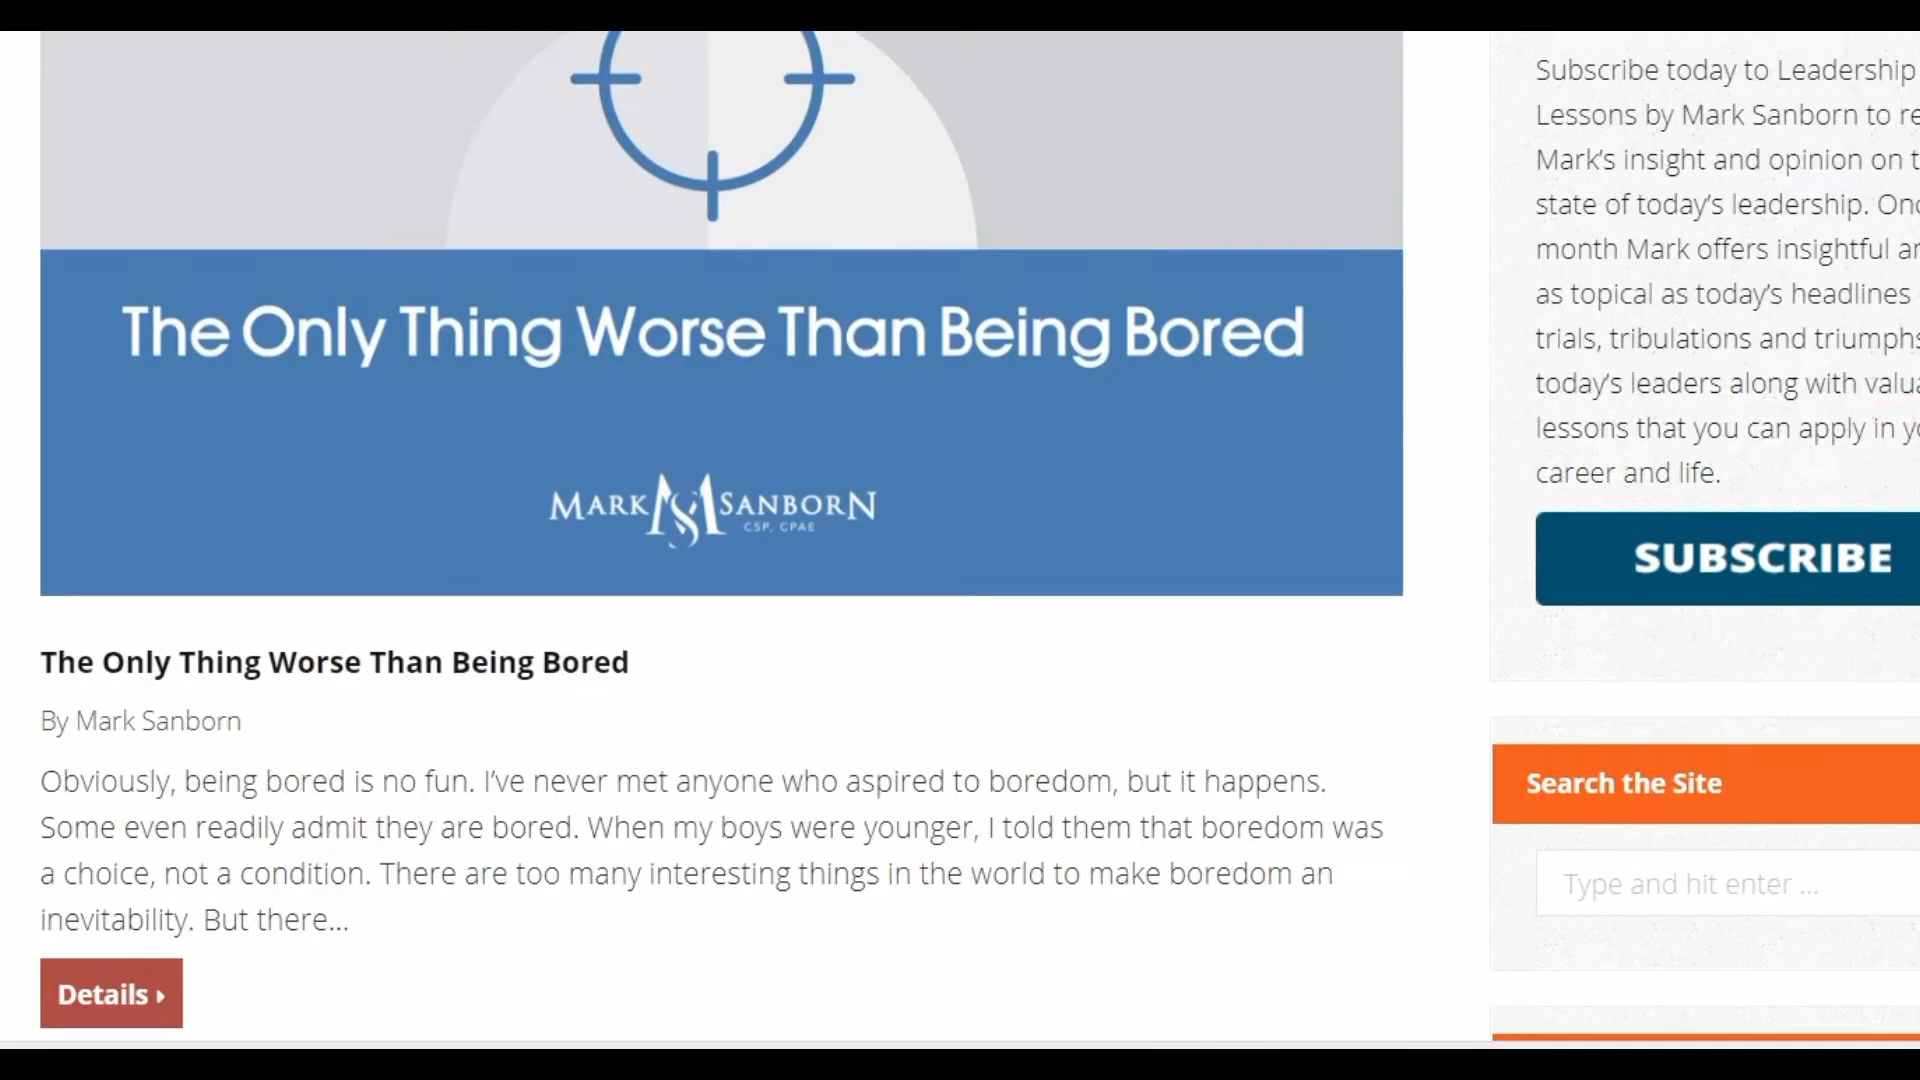 The Only Thing Worse Than Being Bored
MARK MS SANBORN
CSP, CPAE
The Only Thing Worse Than Being Bored
By Mark Sanborn
Obviously, being bored is no fun. I’ve never met anyone who aspired to boredom, but it happens.
Some even readily admit they are bored. When my boys were younger, I told them that boredom was
a choice, not a condition. There are too many interesting things in the world to make boredom an
inevitability. But there...
Details
Subscribe today to Leadership
Lessons by Mark Sanborn to
Mark’s insight and opinion on
state of today’s leadership.
month Mark offers insightful
as topical as today’s headlines
trials, tribulations and
today’s leaders along with
lessons that you can apply in
career and life.
SUBSCRIBE
Search the Site
Type and hit enter ...